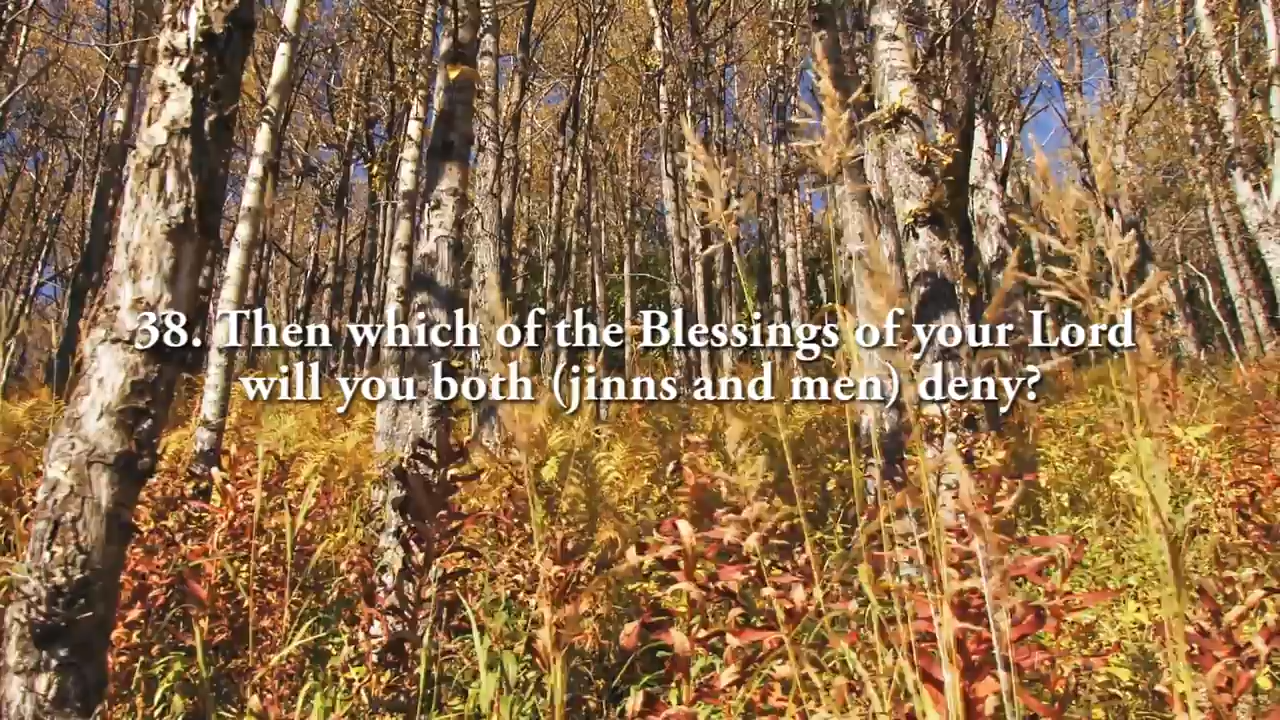 38. Then which of the Blessings of your Lord
will you both (jinns and men) deny?